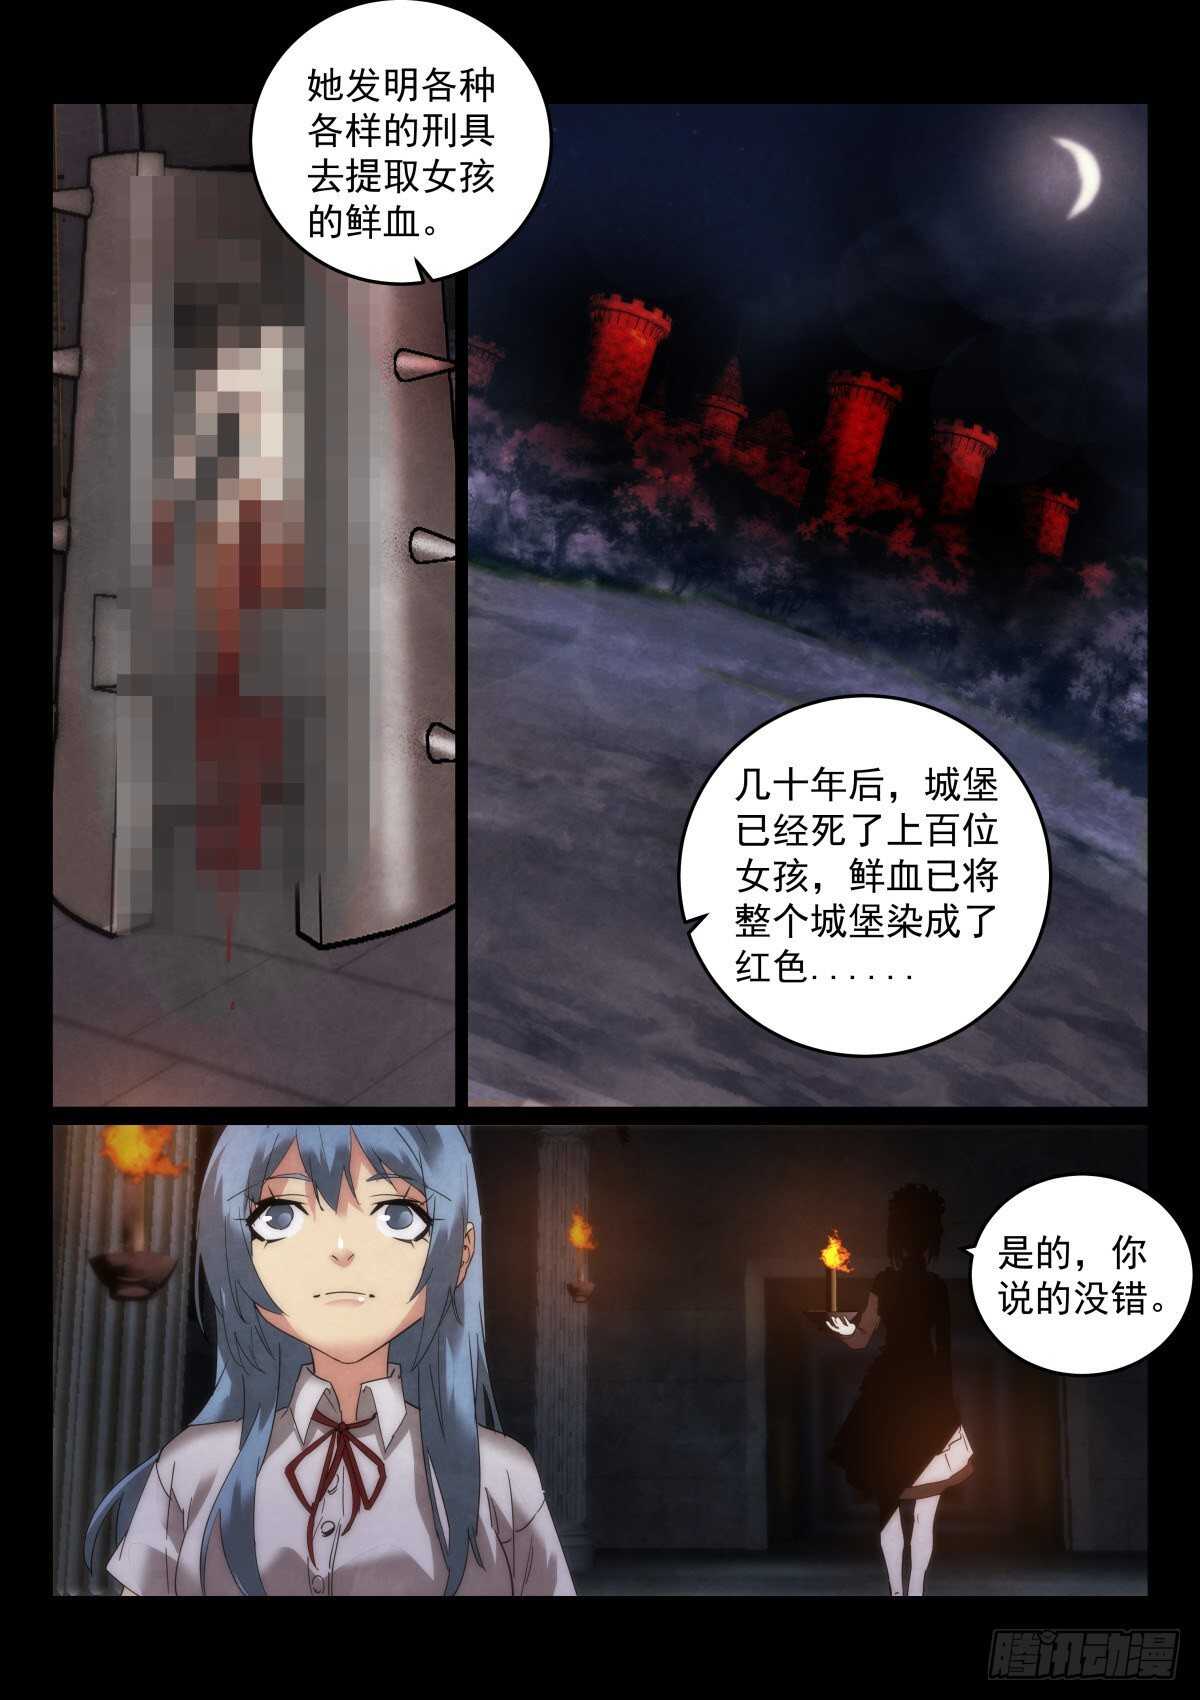 她发明各种
各样的刑具
去提取女孩
的鲜血。
几十年后，城堡
已经死了上百位
女孩，鲜血已将
整个城堡染成了
红色......
是的，你
说的没错。
腾讯动漫